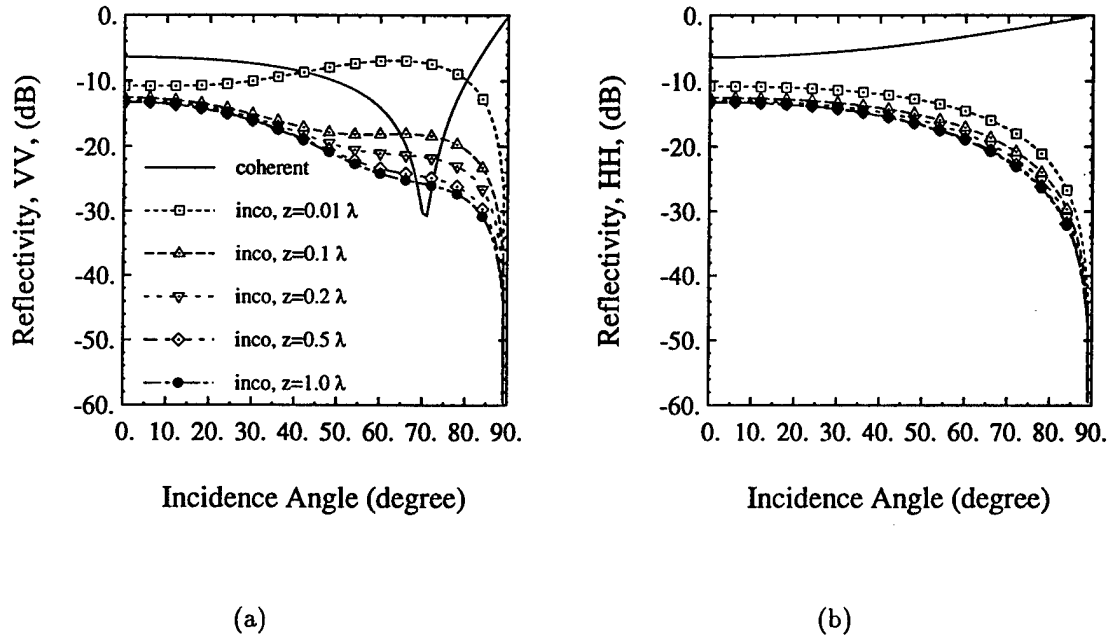 Reflectivity, VV, (dB)
0.
-10.
-20.
-30.
-40.
-50.
-60.
coherent
inco, z=0.01 λ
inco, z=0.1 λ
inco, z=0.2 λ
inco, z=0.5 λ
inco, z=1.0 λ
0. 10. 20. 30. 40. 50. 60. 70. 80. 90.
Incidence Angle (degree)
(a)
Reflectivity, HH, (dB)
0.
-10.
-20.
-30.
-40.
-50.
-60.
0. 10. 20. 30. 40. 50. 60. 70. 80. 90.
Incidence Angle (degree)
(b)